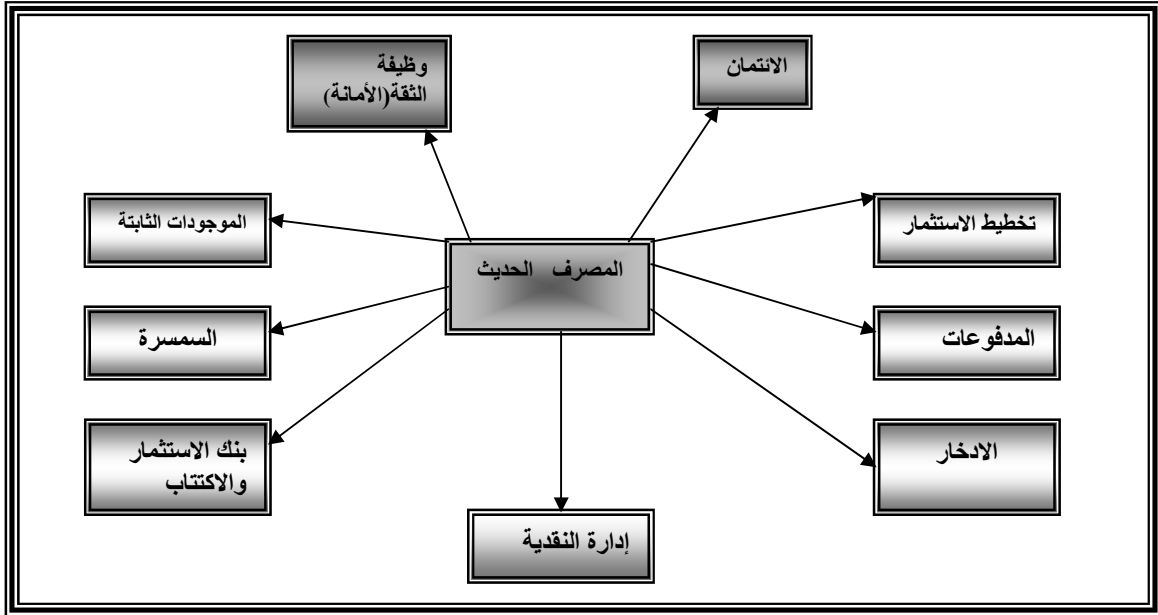 الائتمان
وظيفة
الثقة(الأمانة)
تخطيط الاستثمار
الموجودات الثابتة
المصرف الحديث
المدفوعات
السمسرة
الادخار
بنك الاستثمار
والاكتتاب
إدارة النقدية